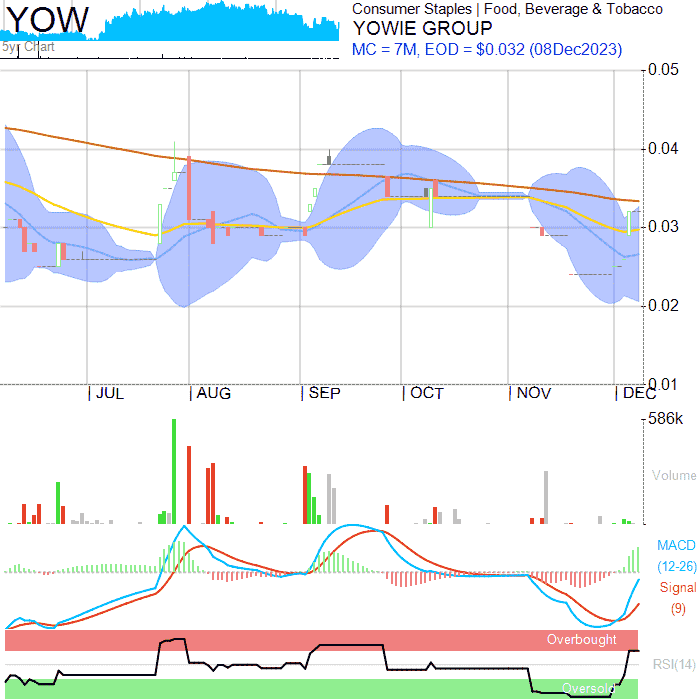 YOW
5yr Chart
Consumer Staples | Food, Beverage & Tobacco
YOWIE GROUP
MC = 7M, EOD = $0.032 (08Dec2023)
0.05
0.04
0.03
0.02
0.01
| JUL | AUG | SEP | OCT | NOV | DEC
586k
Volume
MACD
(12-26)
Signal
(9)
Overbought
RSI(14)
Oversold